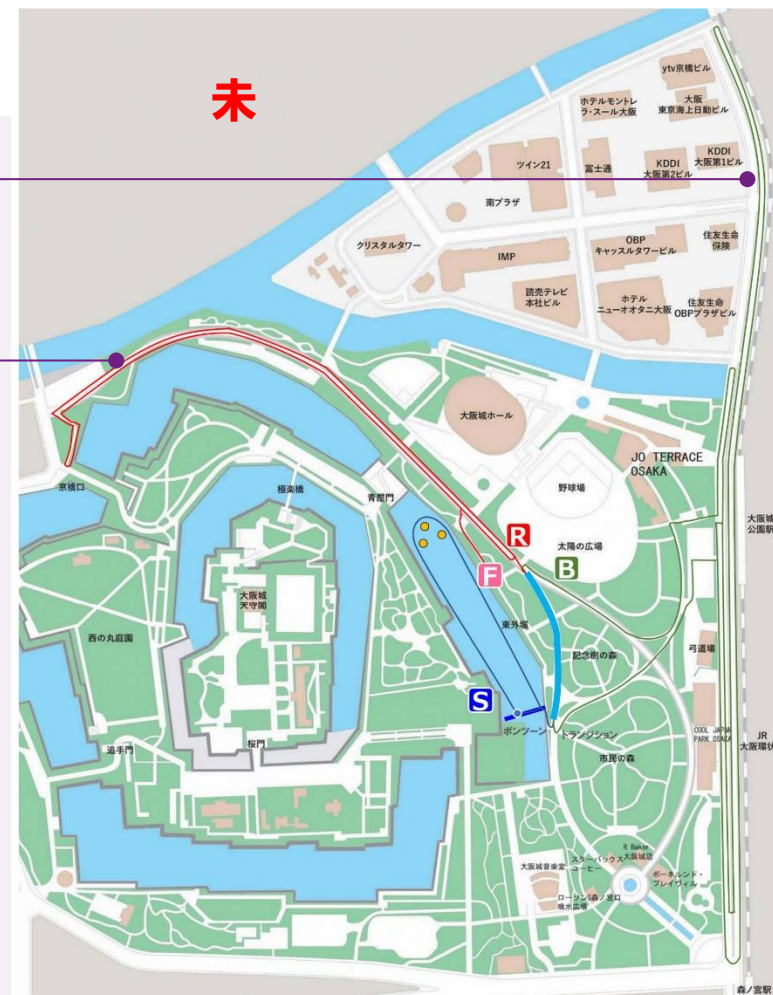 未
ytv京橋ビル
ホテルモントレ
ラ・スール大阪
大阪
東京海上日動ビル
ツイン21
富士通
KDDI
大阪第2ビル
KDDI
大阪第1ビル
南プラザ
クリスタルタワー
IMP
OBP
キャッスルタワービル
住友生命
保険
読売テレビ
本社ビル
ホテル
ニューオオタニ大阪
住友生命
OBPプラザビル
大阪城ホール
JO TERRACE
OSAKA
京橋口
極楽橋
青屋門
野球場
大阪城
公園駅
R
太陽の広場
F
B
大阪城
天守閣
西の丸庭園
東外堀
記念樹の森
弓道場
S
ポンツーン
トランジション
COOL JAPAN
PARK OSAKA
JR
大阪環状
追手門
桜門
市民の森
R Baker
大阪城店
スターバックス
コーヒー
大阪城音楽堂
ボーネルンド・
プレイヴィル
ローソンS森ノ宮口
噴水広場
森ノ宮駅